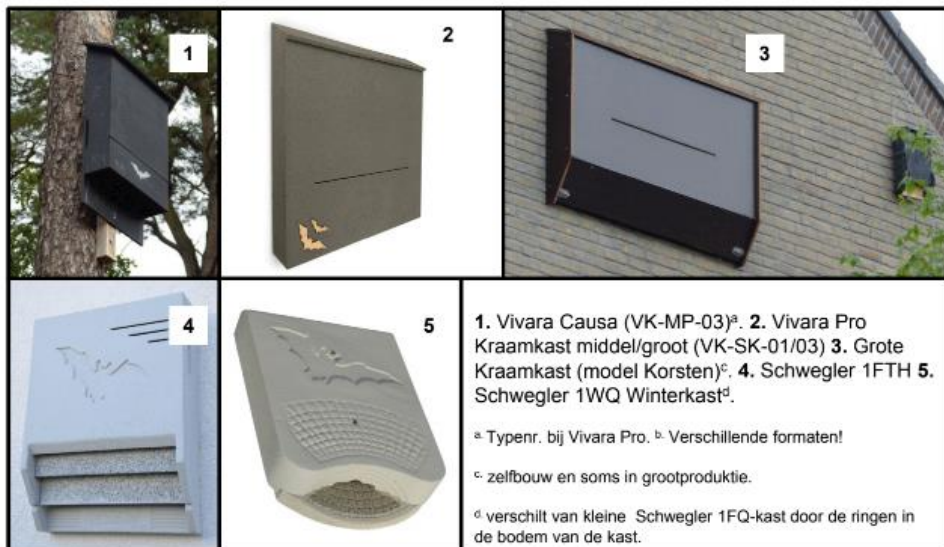 1
2
3
4
5
1. Vivara Causa (VK-MP-03)ᵃ. 2. Vivara Pro
Kraamkast middel/groot (VK-SK-01/03) 3. Grote
Kraamkast (model Korsten)ᶜ. 4. Schwegler 1FTH 5.
Schwegler 1WQ Winterkastᵈ.
a. Typenr. bij Vivara Pro. b. Verschillende formaten!
c. zelfbouw en soms in grootproduktie.
d. verschilt van kleine Schwegler 1FQ-kast door de ringen in
de bodem van de kast.